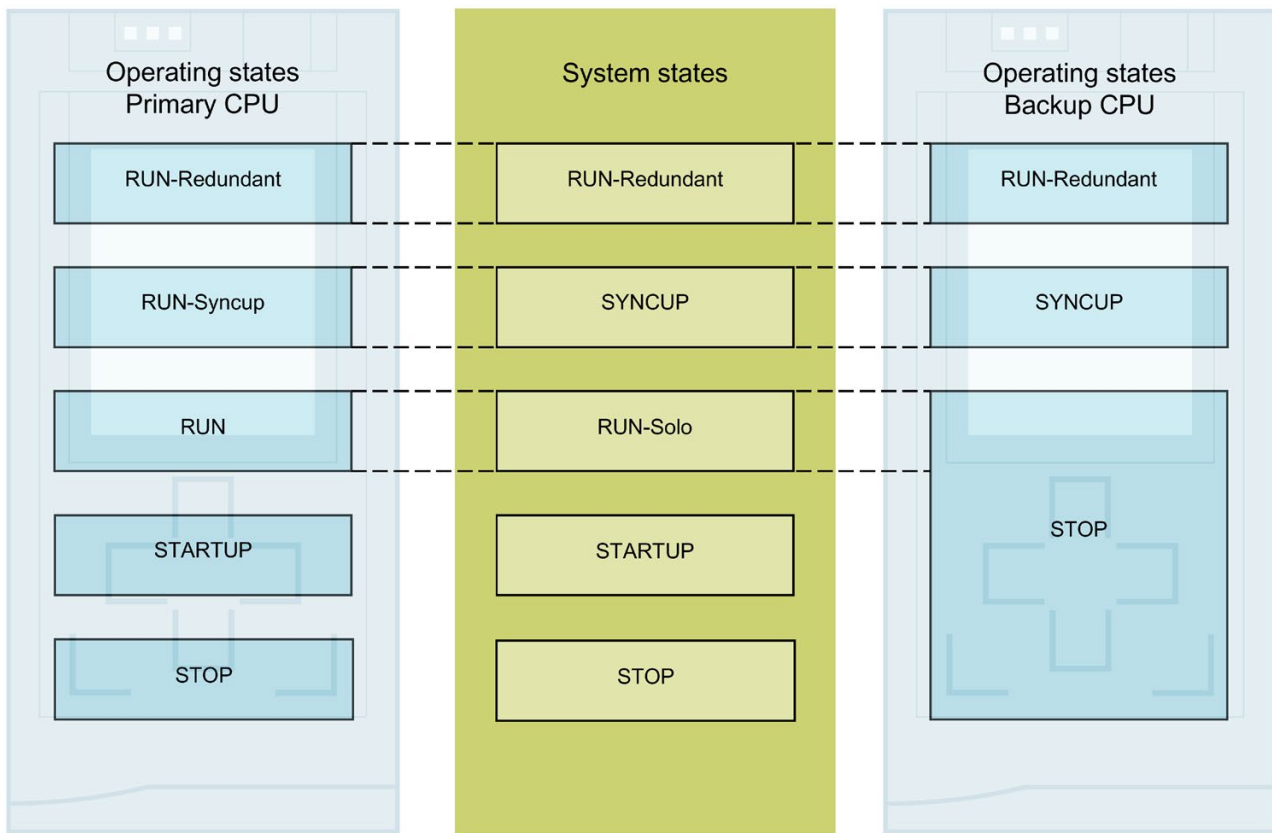 Operating states
Primary CPU
System states
Operating states
Backup CPU
RUN-Redundant
RUN-Redundant
RUN-Redundant
RUN-Syncup
SYNCUP
SYNCUP
RUN
RUN-Solo
STARTUP
STARTUP
STOP
STOP
STOP